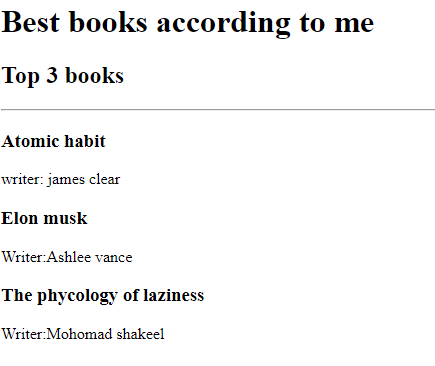 Best books according to me
Top 3 books
Atomic habit
writer: james clear
Elon musk
Writer:Ashlee vance
The phycology of laziness
Writer:Mohomad shakeel